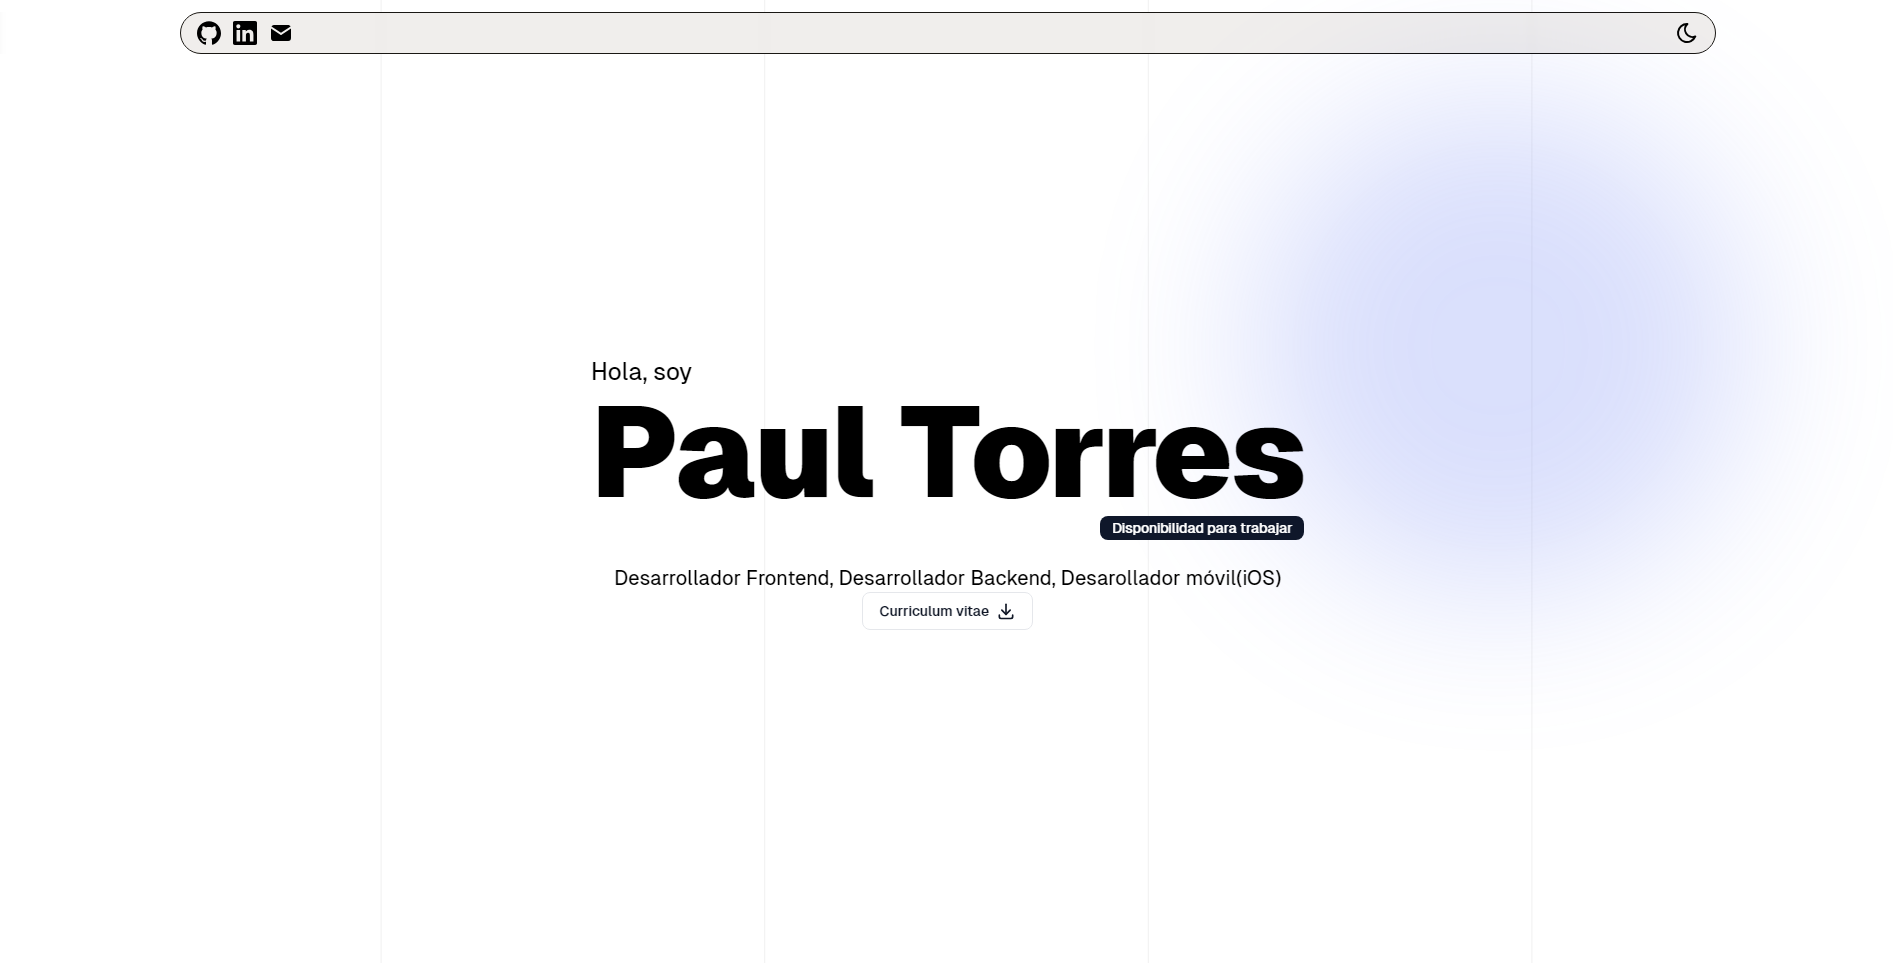 Hola, soy
Paul Torres
Disponibilidad para trabajar
Desarrollador Frontend, Desarrollador Backend, Desarollador móvil(iOS)
Curriculum vitae